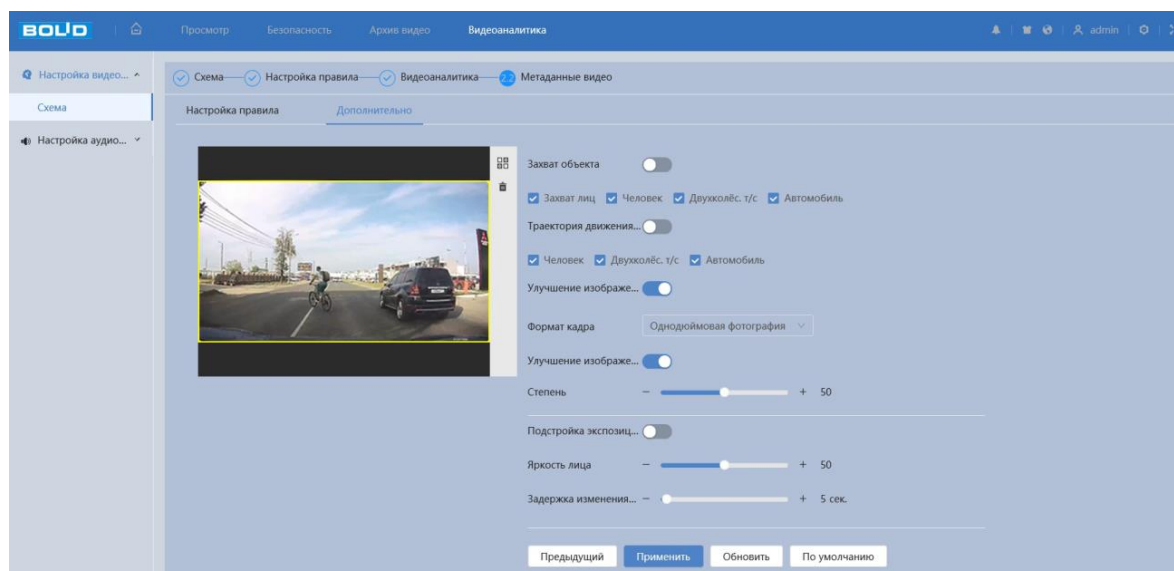 BOLID Просмотр Безопасность Архив видео Видеоаналитика admin
Настройка видео...
Схема
Настройка аудио...
Схема Настройка правила Видеоаналитика 2.2 Метаданные видео
Настройка правила Дополнительно
Захват объекта
Захват лиц Человек Двухколёс. т/с Автомобиль
Траектория движения...
Человек Двухколёс. т/с Автомобиль
Улучшение изображе...
Формат кадра Однодюймовая фотография
Улучшение изображе...
Степень − + 50
Подстройка экспозиц...
Яркость лица − + 50
Задержка изменения... − + 5 сек.
Предыдущий Применить Обновить По умолчанию